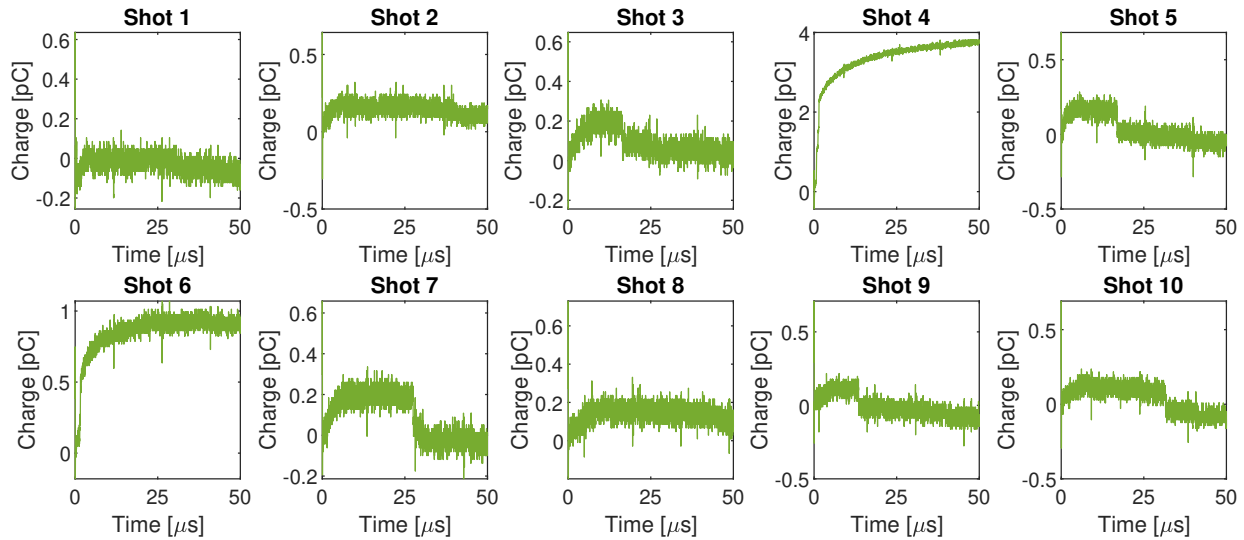 Shot 1
Charge [pC]
0.6
0.4
0.2
0
-0.2
0 25 50
Time [μs]
Shot 2
Charge [pC]
0.5
0
-0.5
0 25 50
Time [μs]
Shot 3
Charge [pC]
0.6
0.4
0.2
0
-0.2
0 25 50
Time [μs]
Shot 4
Charge [pC]
4
2
0
0 25 50
Time [μs]
Shot 5
Charge [pC]
0.5
0
-0.5
0 25 50
Time [μs]
Shot 6
Charge [pC]
1
0.5
0
0 25 50
Time [μs]
Shot 7
Charge [pC]
0.6
0.4
0.2
0
-0.2
0 25 50
Time [μs]
Shot 8
Charge [pC]
0.6
0.4
0.2
0
0 25 50
Time [μs]
Shot 9
Charge [pC]
0.5
0
-0.5
0 25 50
Time [μs]
Shot 10
Charge [pC]
0.5
0
-0.5
0 25 50
Time [μs]